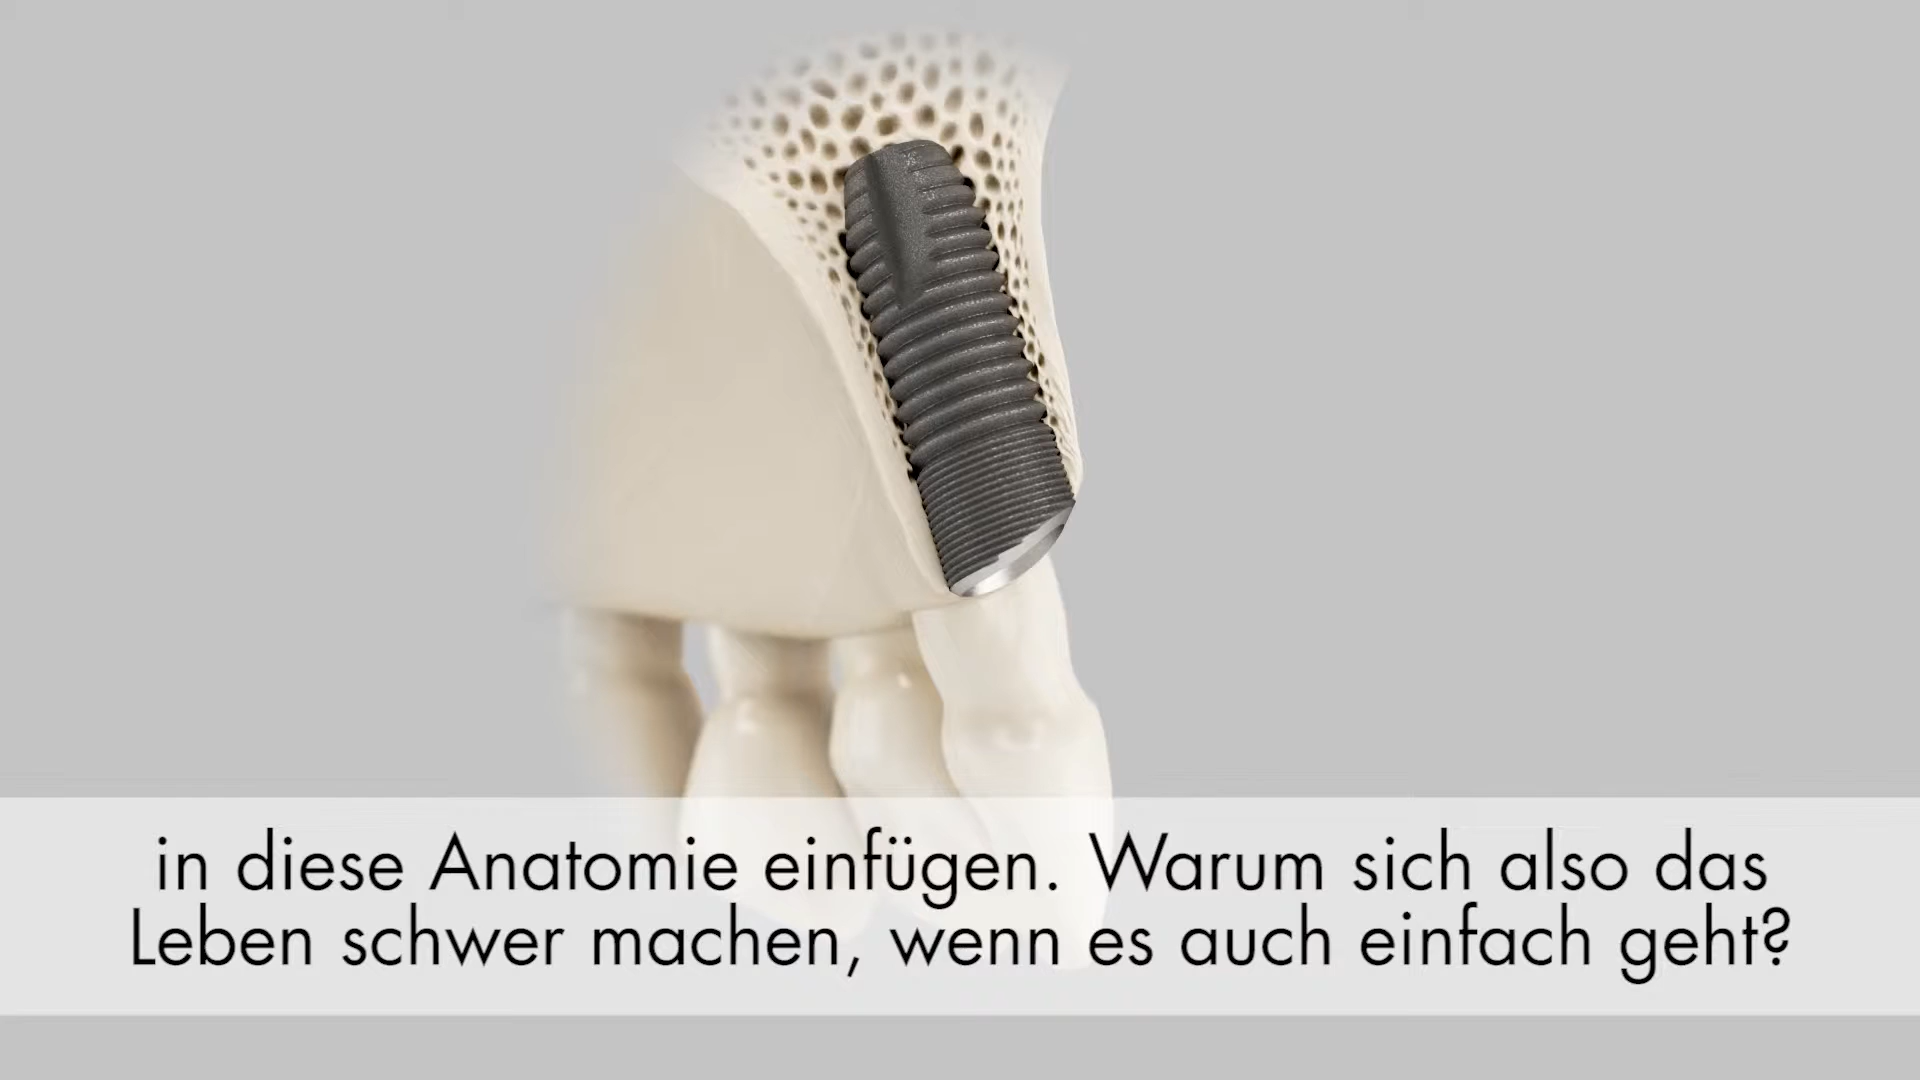 in diese Anatomie einfügen. Warum sich also das
Leben schwer machen, wenn es auch einfach geht?